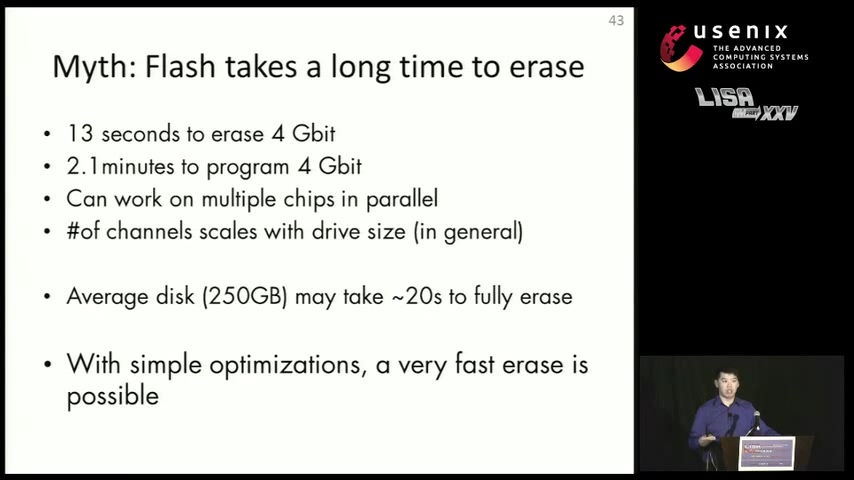 43
Myth: Flash takes a long time to erase
• 13 seconds to erase 4 Gbit
• 2.1minutes to program 4 Gbit
• Can work on multiple chips in parallel
• #of channels scales with drive size (in general)
• Average disk (250GB) may take ~20s to fully erase
• With simple optimizations, a very fast erase is
possible
usenix
THE ADVANCED
COMPUTING SYSTEMS
ASSOCIATION
LISA
PART XXV